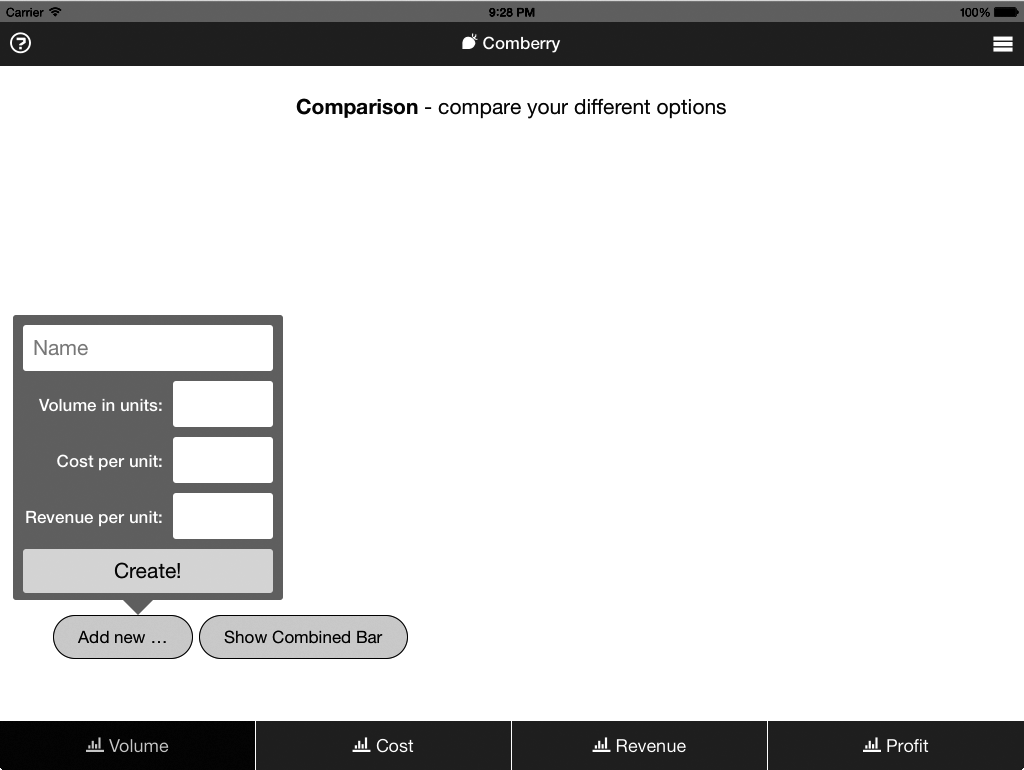 Carrier 9:28 PM 100%
Comberry
Comparison - compare your different options
Name
Volume in units:
Cost per unit:
Revenue per unit:
Create!
Add new … Show Combined Bar
Volume Cost Revenue Profit